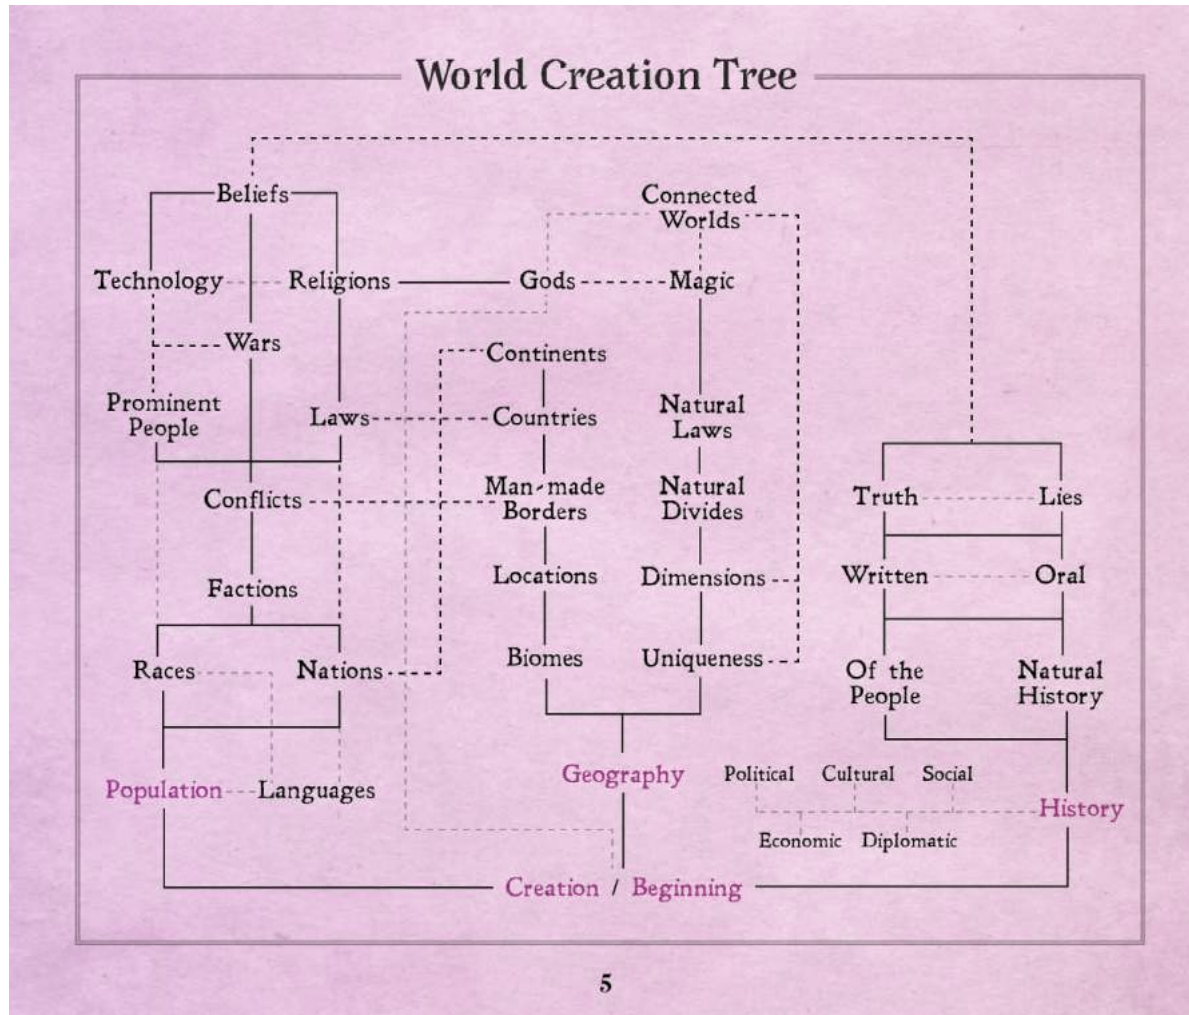 World Creation Tree
Beliefs
Connected
Worlds
Technology
Religions
Gods
Magic
Wars
Continents
Prominent
People
Laws
Countries
Natural
Laws
Conflicts
Man-made
Borders
Natural
Divides
Truth
Lies
Factions
Locations
Dimensions
Written
Oral
Races
Nations
Biomes
Uniqueness
Of the
People
Natural
History
Population
Languages
Geography
Political
Cultural
Social
History
Economic
Diplomatic
Creation / Beginning
5